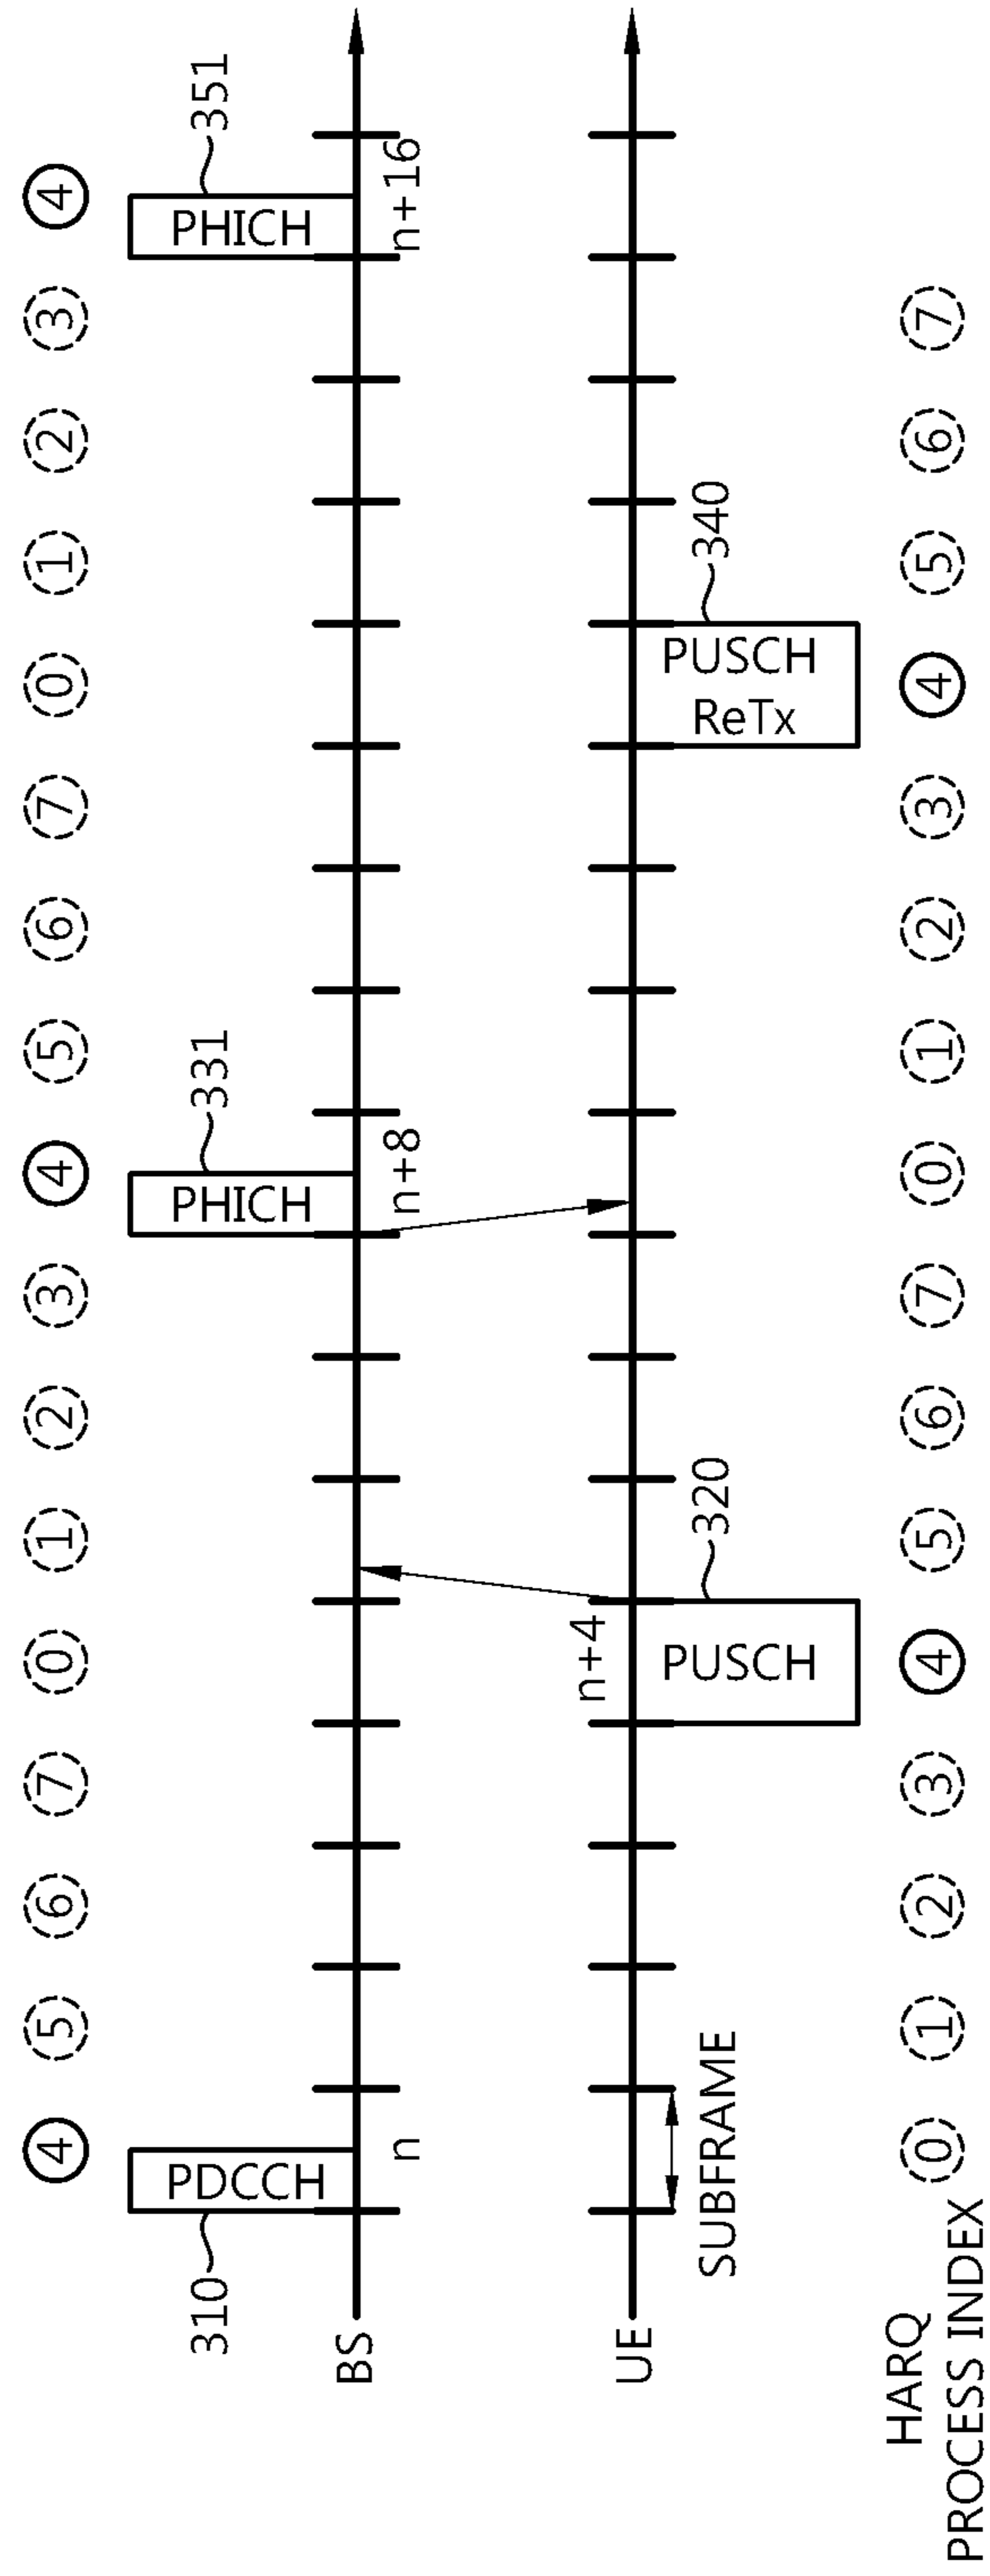 4 5 6 7 0 1 2 3 4 5 6 7 0 1 2 3 4
310
PDCCH
PHICH
331
PHICH
351
BS
n
n+8
n+16
n+4
UE
SUBFRAME
PUSCH
320
PUSCH
ReTx
340
HARQ
PROCESS INDEX
0 1 2 3 4 5 6 7 0 1 2 3 4 5 6 7